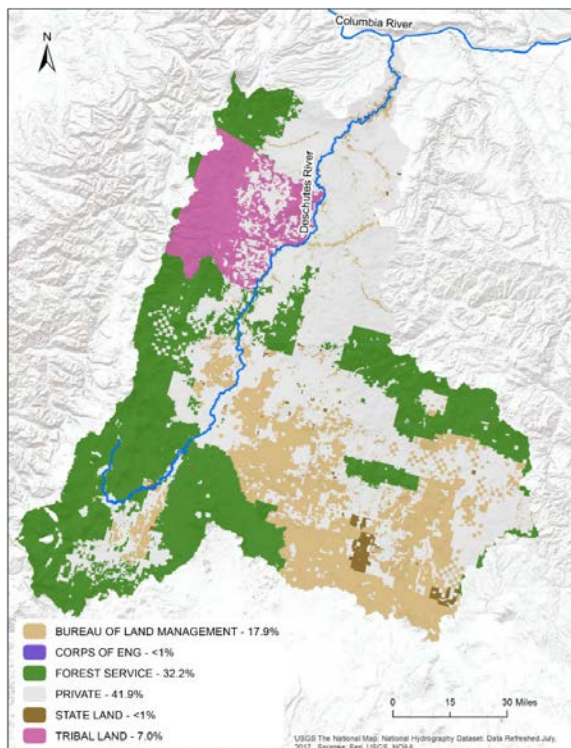 Columbia River
N
Deschutes River
BUREAU OF LAND MANAGEMENT - 17.9%
CORPS OF ENG - <1%
FOREST SERVICE - 32.2%
PRIVATE - 41.9%
STATE LAND - <1%
TRIBAL LAND - 7.0%
0 15 30 Miles
USGS The National Map: National Hydrography Dataset. Data Refreshed July,
2017. Sources: Esri, USGS, NOAA